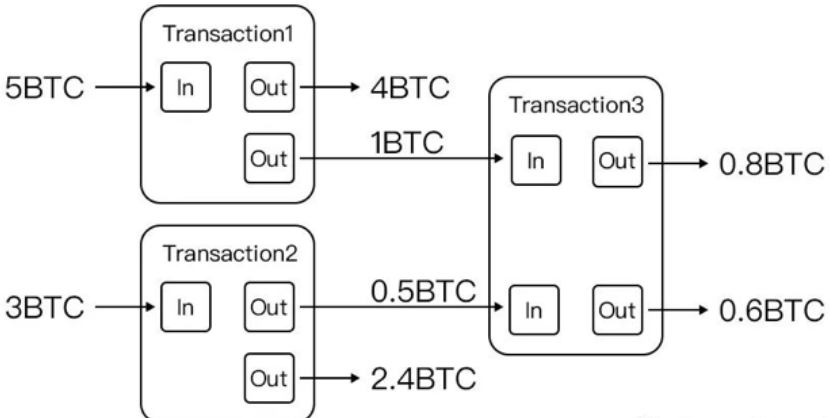 Transaction1
5BTC
In
Out
4BTC
Out
1BTC
Transaction2
3BTC
In
Out
0.5BTC
Out
2.4BTC
Transaction3
In
Out
0.8BTC
In
Out
0.6BTC